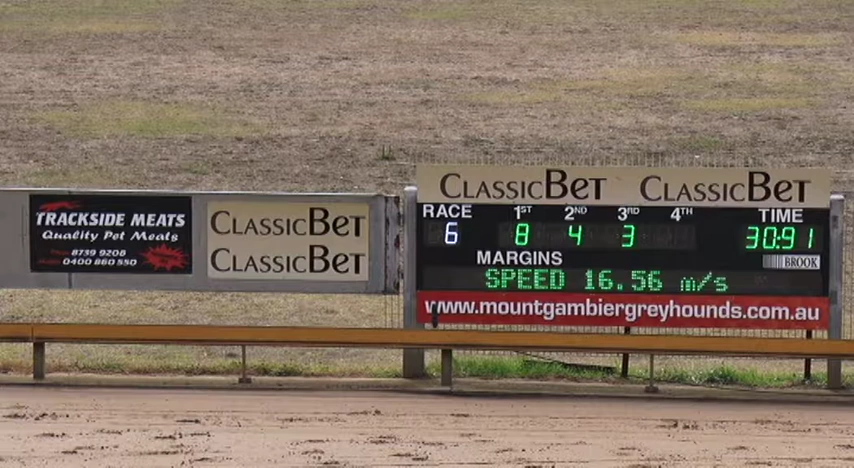 TRACKSIDE MEATS
Quality Pet Meats
8739 9208
0400 860 550
CLASSICBET
CLASSICBET
CLASSICBET CLASSICBET
RACE 1ST 2ND 3RD 4TH TIME
6 8 4 3 30:91
MARGINS BROOK
SPEED 16.56 m/s
www.mountgambiergreyhounds.com.au